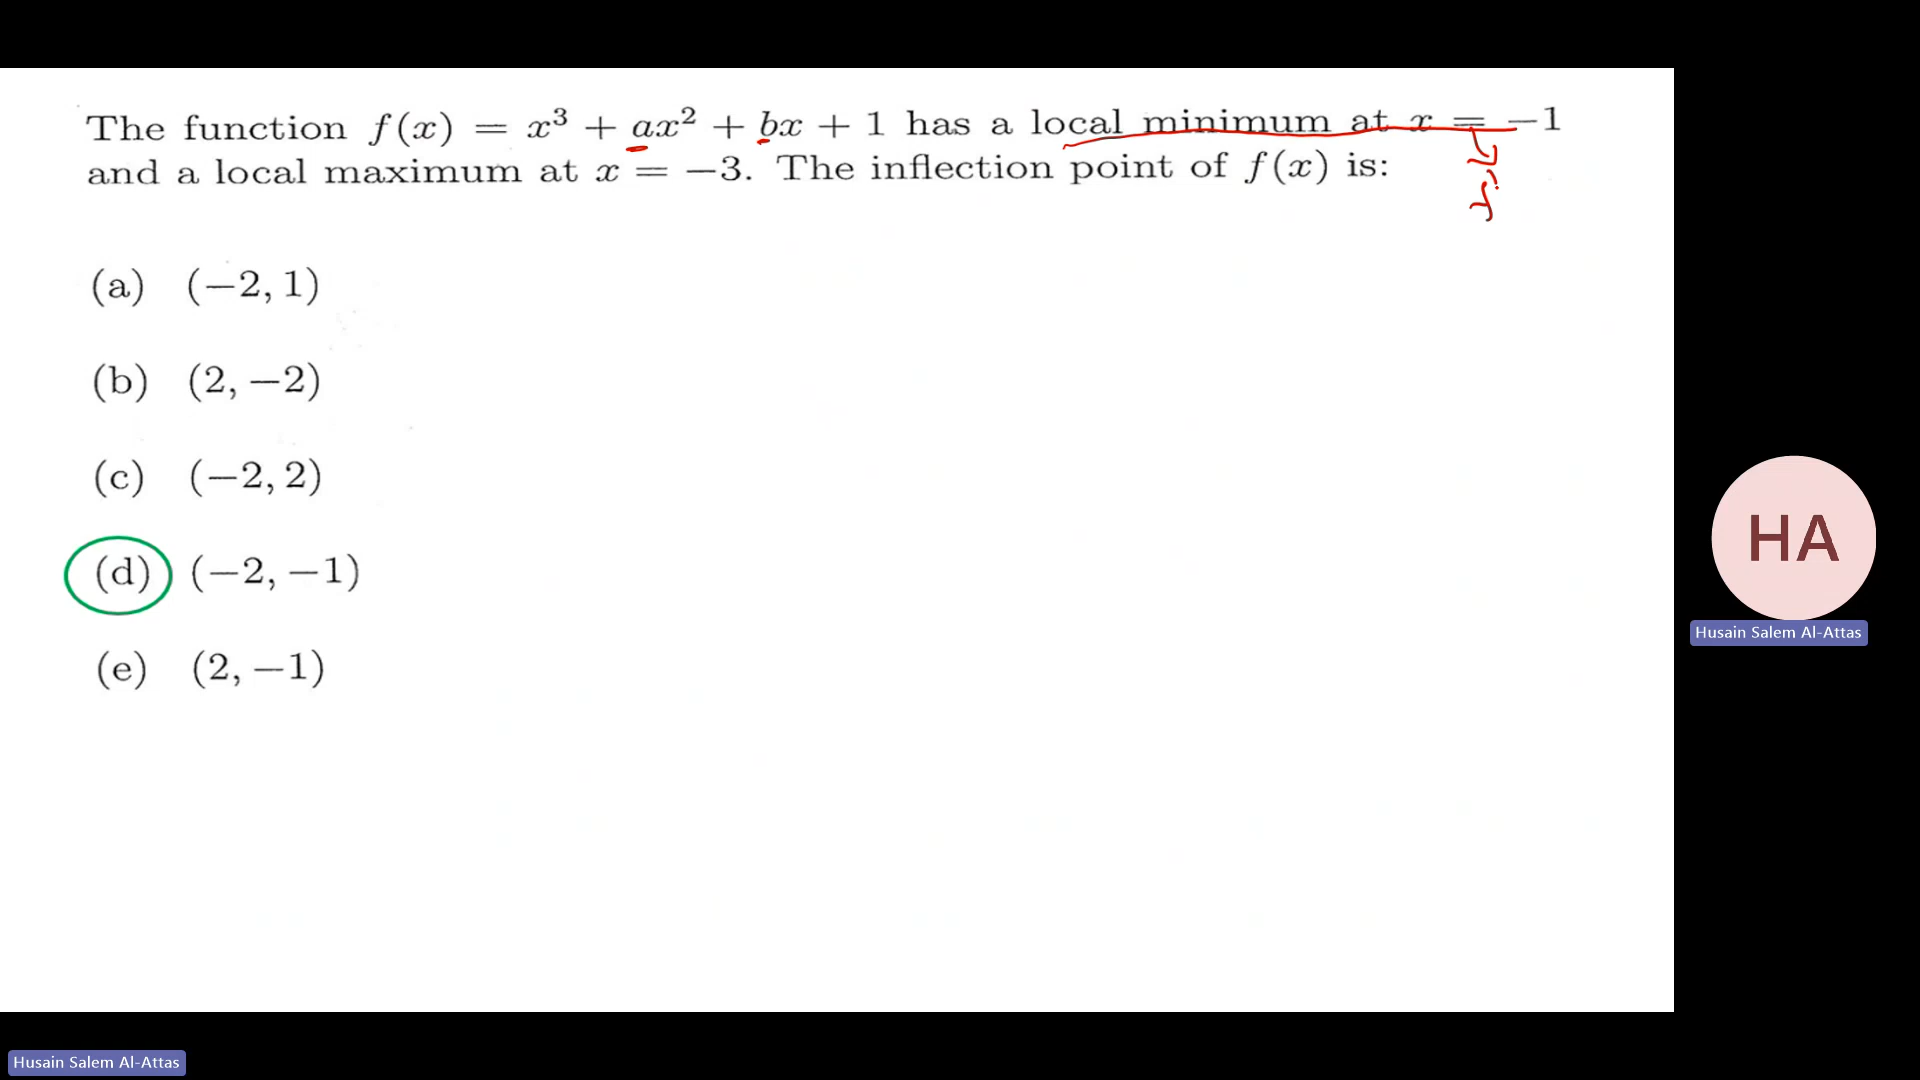 The function f(x) = x³ + ax² + bx + 1 has a local minimum at x = −1
and a local maximum at x = −3. The inflection point of f(x) is:
(a) (−2, 1)
(b) (2, −2)
(c) (−2, 2)
(d) (−2, −1)
(e) (2, −1)
HA
Husain Salem Al-Attas
Husain Salem Al-Attas